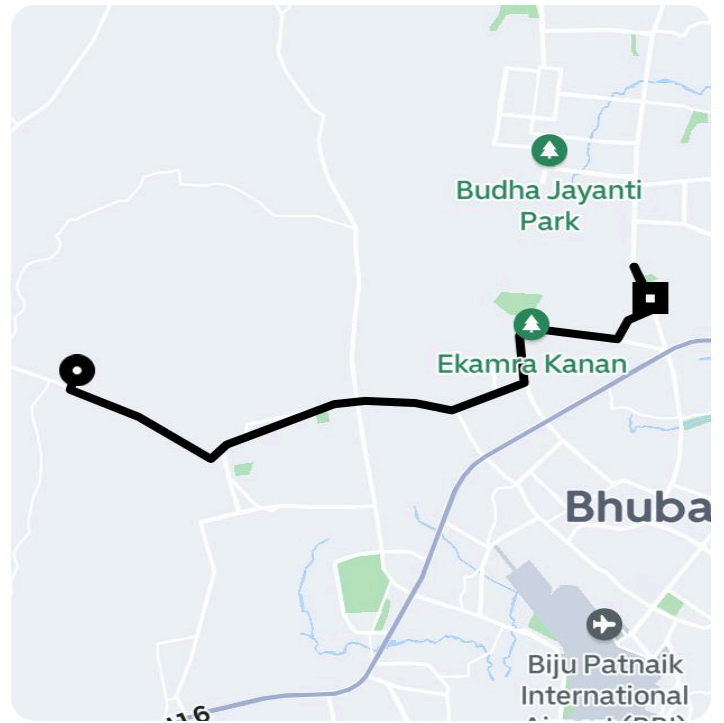 Budha Jayanti
Park
Ekamra Kanan
Bhuba
Biju Patnaik
International